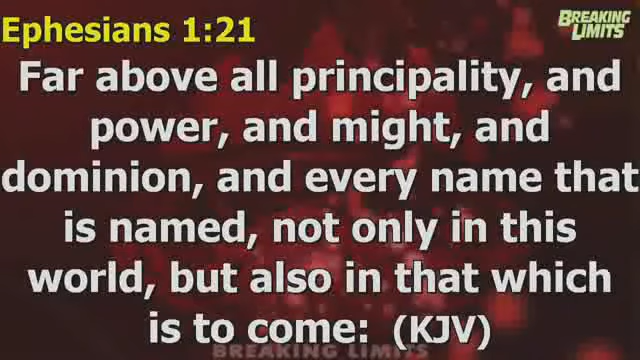 Ephesians 1:21
BREAKING
LIMITS
Far above all principality, and
power, and might, and
dominion, and every name that
is named, not only in this
world, but also in that which
is to come: (KJV)
BREAKING LIMITS